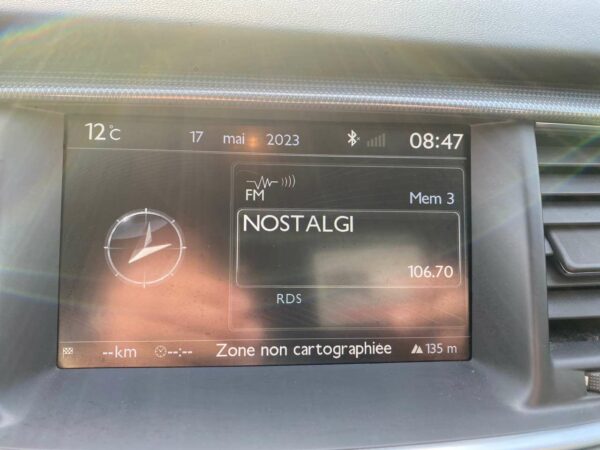 12°C 17 mai 2023 08:47
FM Mem 3
NOSTALGI
106.70
RDS
--km --:-- Zone non cartographiée 135 m